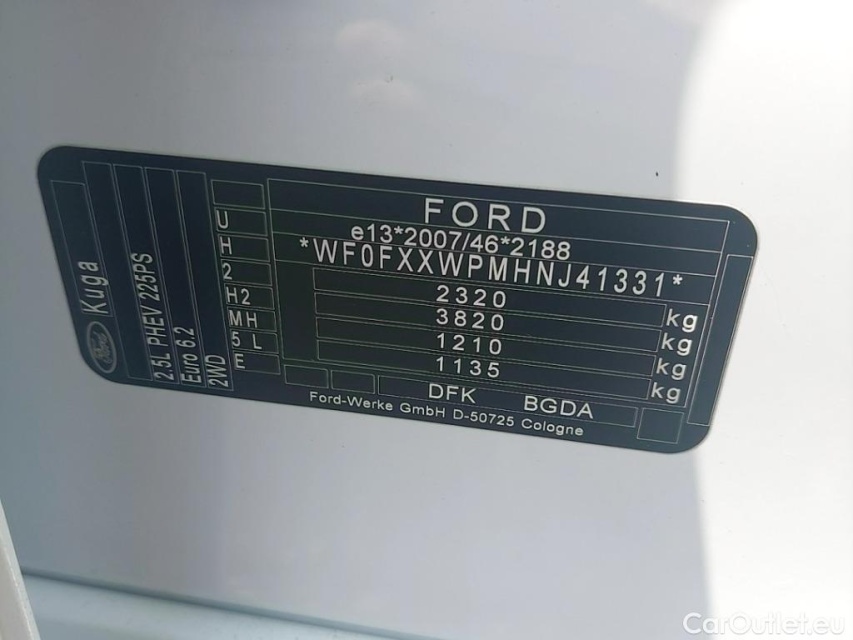 FORD
e13*2007/46*2188
*WF0FXXWPMHNJ41331*
2320 kg
3820 kg
1210 kg
1135 kg
DFK BGDA
Ford-Werke GmbH D-50725 Cologne
U
H
2
H2
MH
5 L
E
Ford Kuga
2.5L PHEV 225PS
Euro 6.2
2WD
CarOutlet.eu